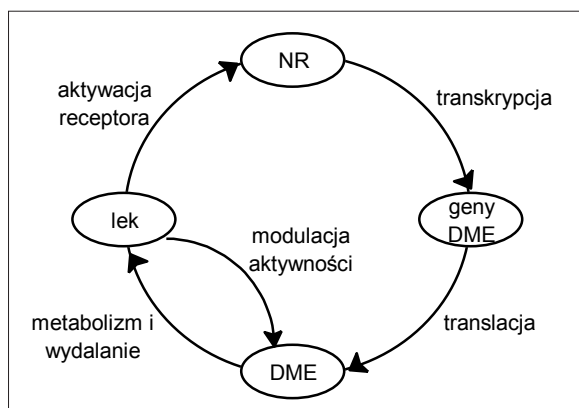 NR
aktywacja
receptora
transkrypcja
lek
geny
DME
modulacja
aktywności
metabolizm i
wydalanie
translacja
DME